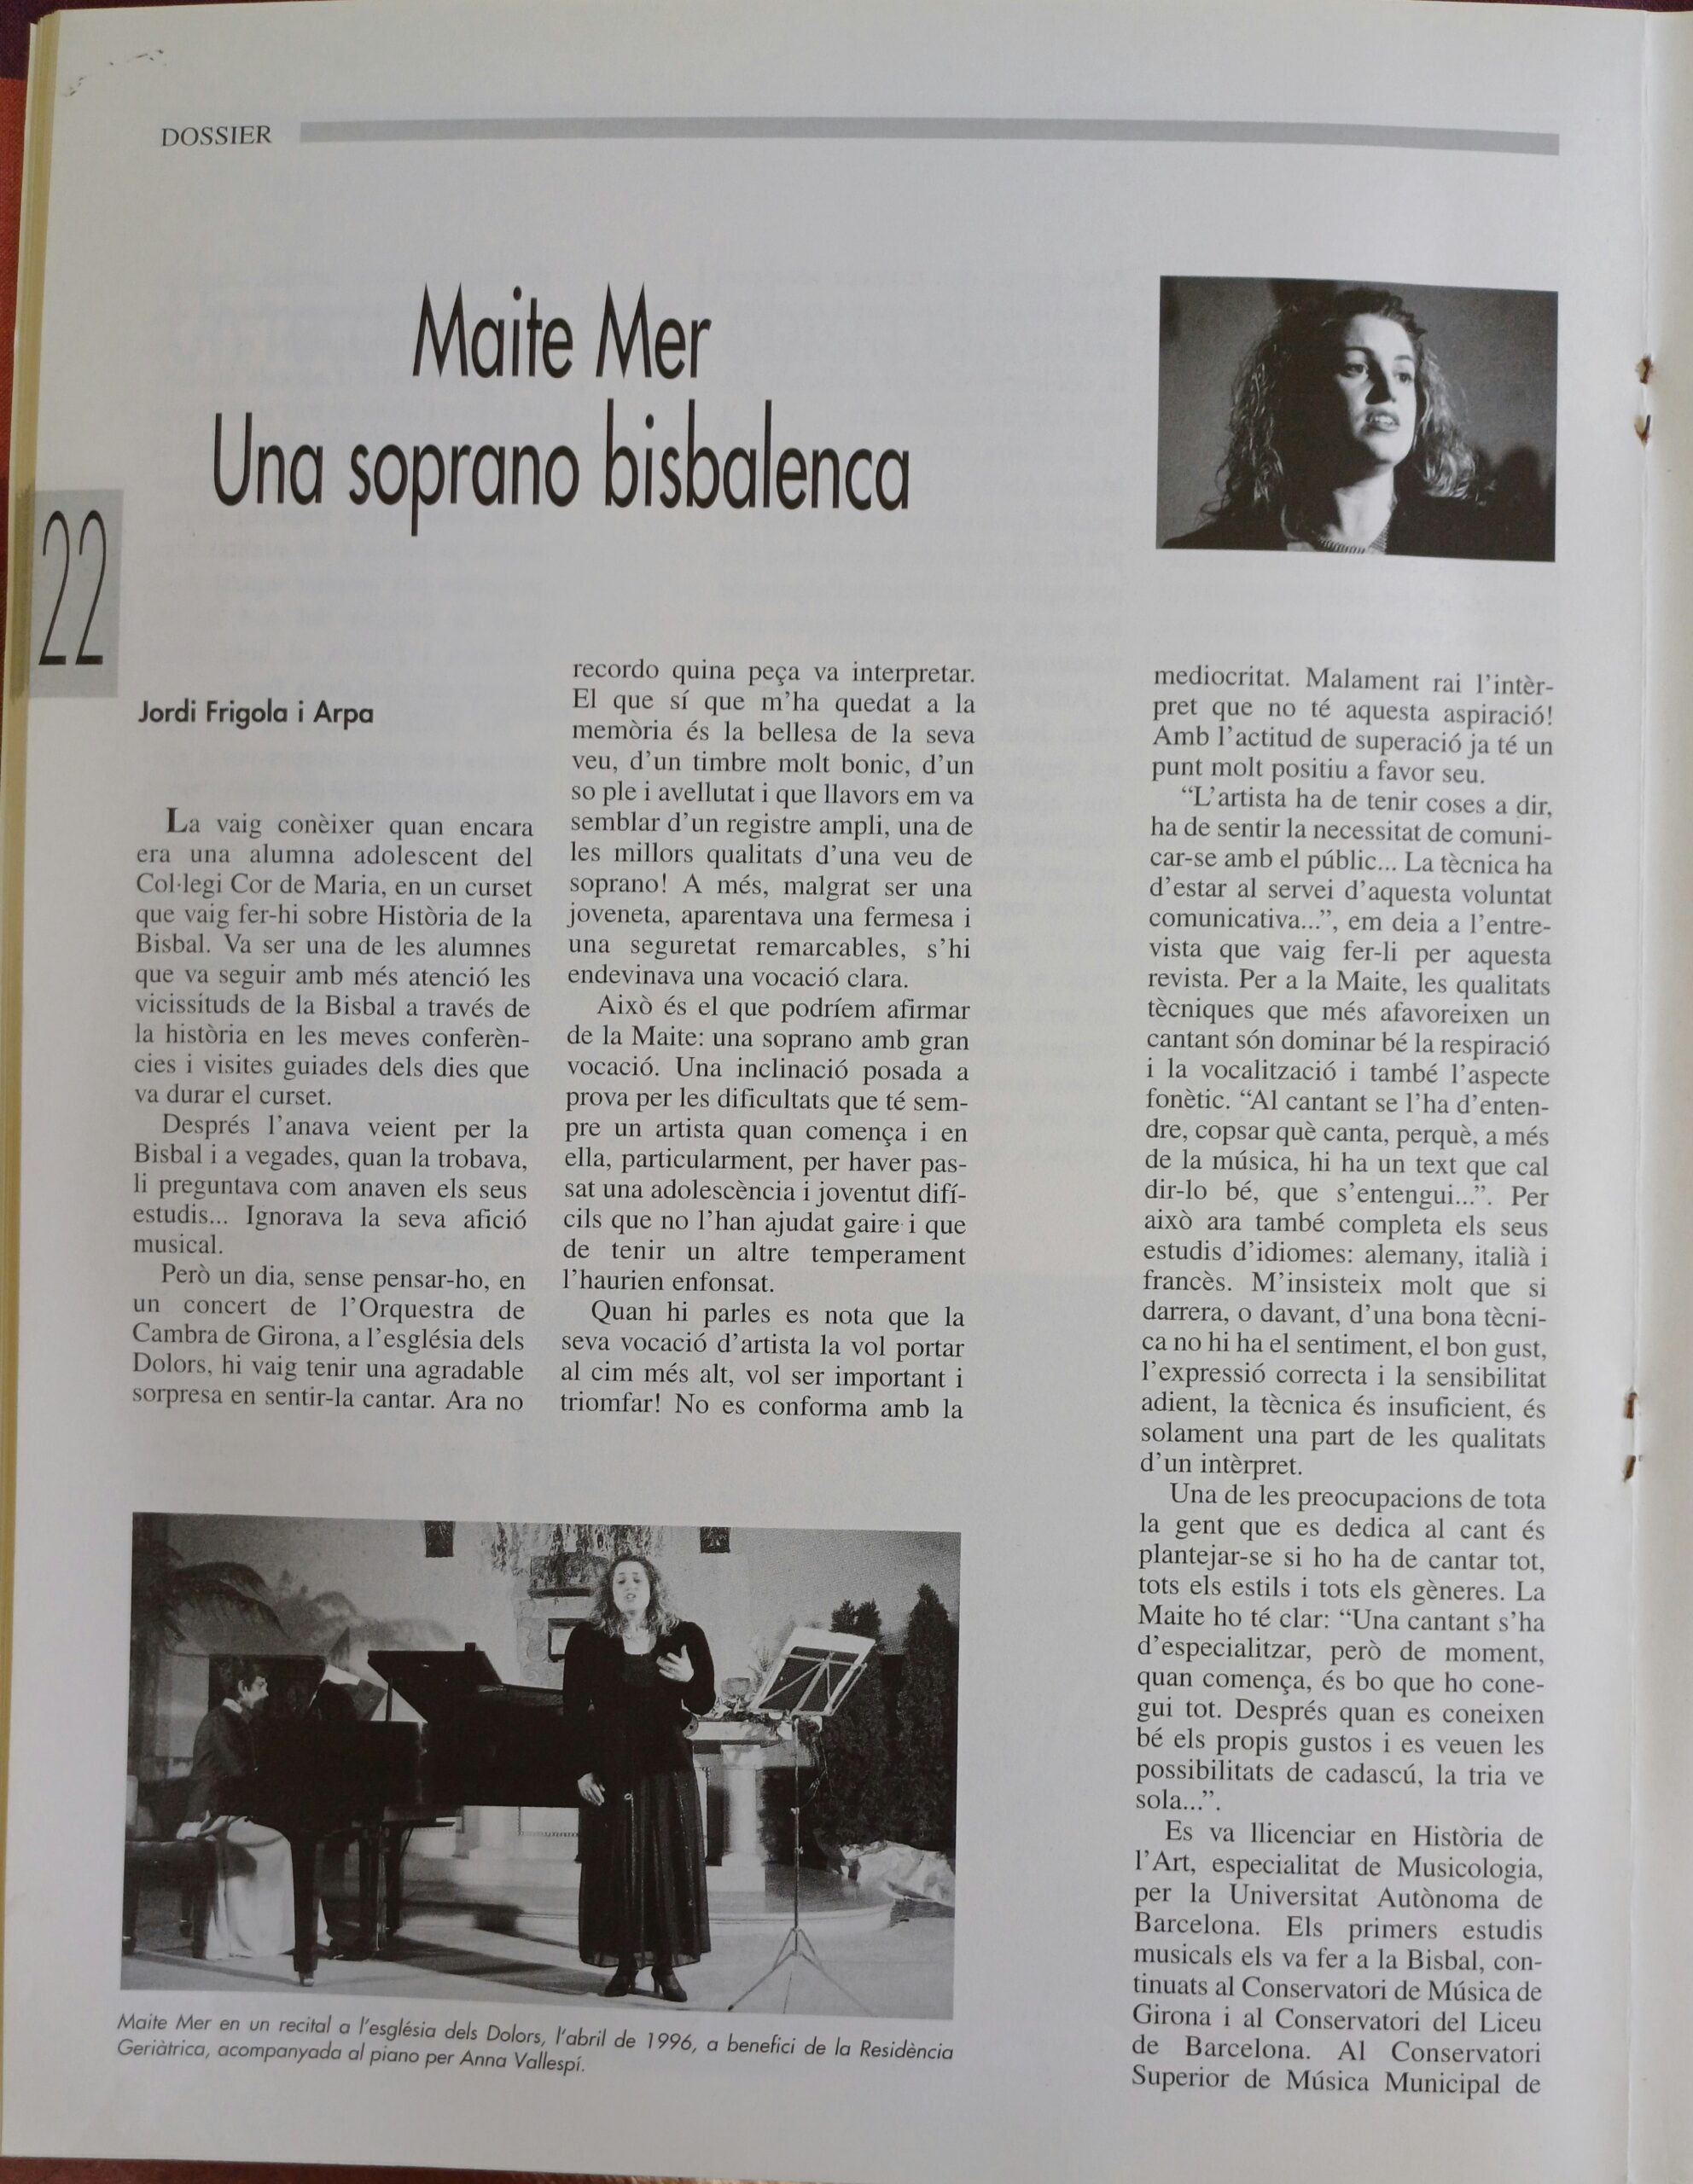 DOSSIER
Maite Mer
Una soprano bisbalenca
22
Jordi Frigola i Arpa
La vaig conèixer quan encara
era una alumna adolescent del
Col·legi Cor de Maria, en un curset
que vaig fer-hi sobre Història de la
Bisbal. Va ser una de les alumnes
que va seguir amb més atenció les
vicissituds de la Bisbal a través de
la història en les meves conferèn-
cies i visites guiades dels dies que
va durar el curset.
Després l'anava veient per la
Bisbal i a vegades, quan la trobava,
li preguntava com anaven els seus
estudis... Ignorava la seva afició
musical.
Però un dia, sense pensar-ho, en
un concert de l'Orquestra de
Cambra de Girona, a l'església dels
Dolors, hi vaig tenir una agradable
sorpresa en sentir-la cantar. Ara no
recordo quina peça va interpretar.
El que sí que m'ha quedat a la
memòria és la bellesa de la seva
veu, d'un timbre molt bonic, d'un
so ple i avellutat i que llavors em va
semblar d'un registre ampli, una de
les millors qualitats d'una veu de
soprano! A més, malgrat ser una
joveneta, aparentava una fermesa i
una seguretat remarcables, s'hi
endevinava una vocació clara.
Això és el que podríem afirmar
de la Maite: una soprano amb gran
vocació. Una inclinació posada a
prova per les dificultats que té sem-
pre un artista quan comença i en
ella, particularment, per haver pas-
sat una adolescència i joventut difí-
cils que no l'han ajudat gaire i que
de tenir un altre temperament
l'haurien enfonsat.
Quan hi parles es nota que la
seva vocació d'artista la vol portar
al cim més alt, vol ser important i
triomfar! No es conforma amb la
mediocritat. Malament rai l'intèr-
pret que no té aquesta aspiració!
Amb l'actitud de superació ja té un
punt molt positiu a favor seu.
"L'artista ha de tenir coses a dir,
ha de sentir la necessitat de comuni-
car-se amb el públic... La tècnica ha
d'estar al servei d'aquesta voluntat
comunicativa...", em deia a l'entre-
vista que vaig fer-li per aquesta
revista. Per a la Maite, les qualitats
tècniques que més afavoreixen un
cantant són dominar bé la respiració
i la vocalització i també l'aspecte
fonètic. "Al cantant se l'ha d'enten-
dre, copsar què canta, perquè, a més
de la música, hi ha un text que cal
dir-lo bé, que s'entengui...". Per
això ara també completa els seus
estudis d'idiomes: alemany, italià i
francès. M'insisteix molt que si
darrera, o davant, d'una bona tècni-
ca no hi ha el sentiment, el bon gust,
l'expressió correcta i la sensibilitat
adient, la tècnica és insuficient, és
solament una part de les qualitats
d'un intèrpret.
Una de les preocupacions de tota
la gent que es dedica al cant és
plantejar-se si ho ha de cantar tot,
tots els estils i tots els gèneres. La
Maite ho té clar: "Una cantant s'ha
d'especialitzar, però de moment,
quan comença, és bo que ho cone-
gui tot. Després quan es coneixen
bé els propis gustos i es veuen les
possibilitats de cadascú, la tria ve
sola...".
Es va llicenciar en Història de
l'Art, especialitat de Musicologia,
per la Universitat Autònoma de
Barcelona. Els primers estudis
musicals els va fer a la Bisbal, con-
tinuats al Conservatori de Música de
Girona i al Conservatori del Liceu
de Barcelona. Al Conservatori
Superior de Música Municipal de
Maite Mer en un recital a l'església dels Dolors, l'abril de 1996, a benefici de la Residència
Geriàtrica, acompanyada al piano per Anna Vallespí.